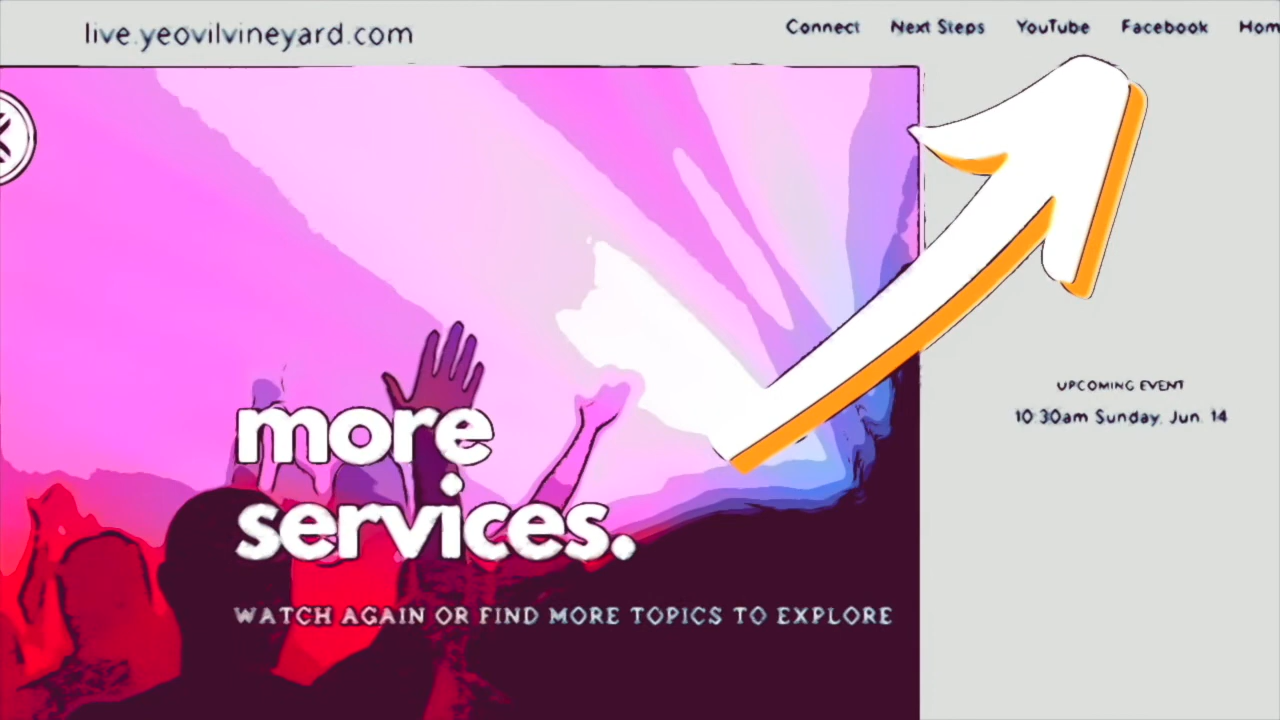 live.yeovilvineyard.com
Connect Next Steps YouTube Facebook Hom
UPCOMING EVENT
10:30am Sunday, Jun. 14
more
services.
WATCH AGAIN OR FIND MORE TOPICS TO EXPLORE